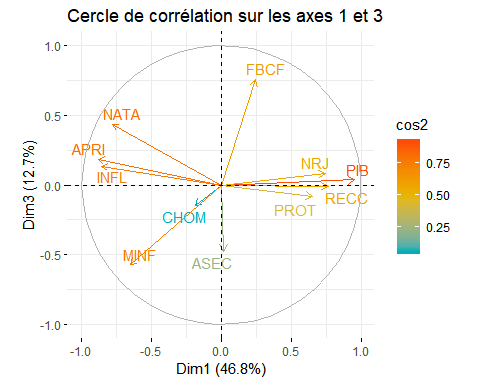 Cercle de corrélation sur les axes 1 et 3
FBCF
NATA
APRI
INFL
NRJ
PIB
RECC
PROT
CHOM
MINF
ASEC
1.0
0.5
0.0
-0.5
-1.0
Dim3 (12.7%)
-1.0 -0.5 0.0 0.5 1.0
Dim1 (46.8%)
cos2
0.75
0.50
0.25